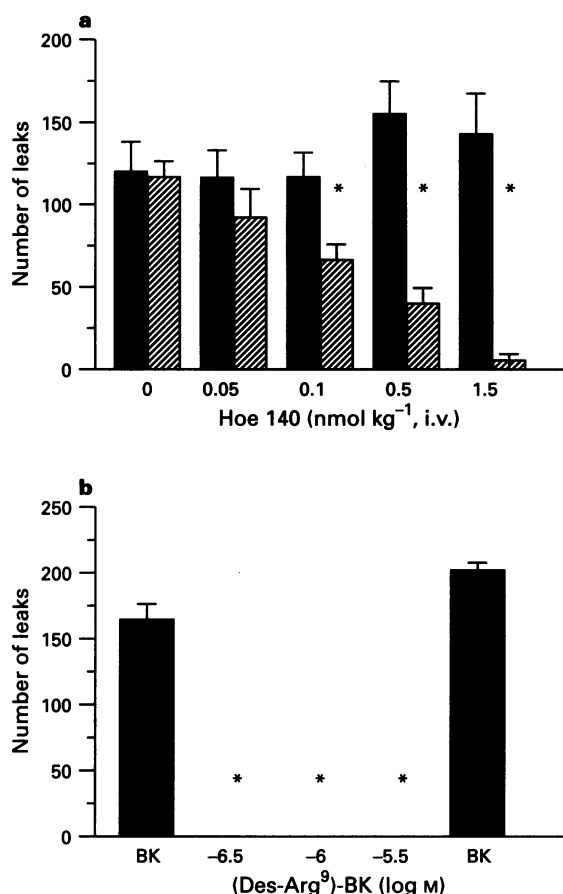 a
200
150
100
50
0
Number of leaks
* * *
0 0.05 0.1 0.5 1.5
Hoe 140 (nmol kg⁻¹, i.v.)
b
250
200
150
100
50
0
Number of leaks
* * *
BK −6.5 −6 −5.5 BK
(Des-Arg⁹)-BK (log M)